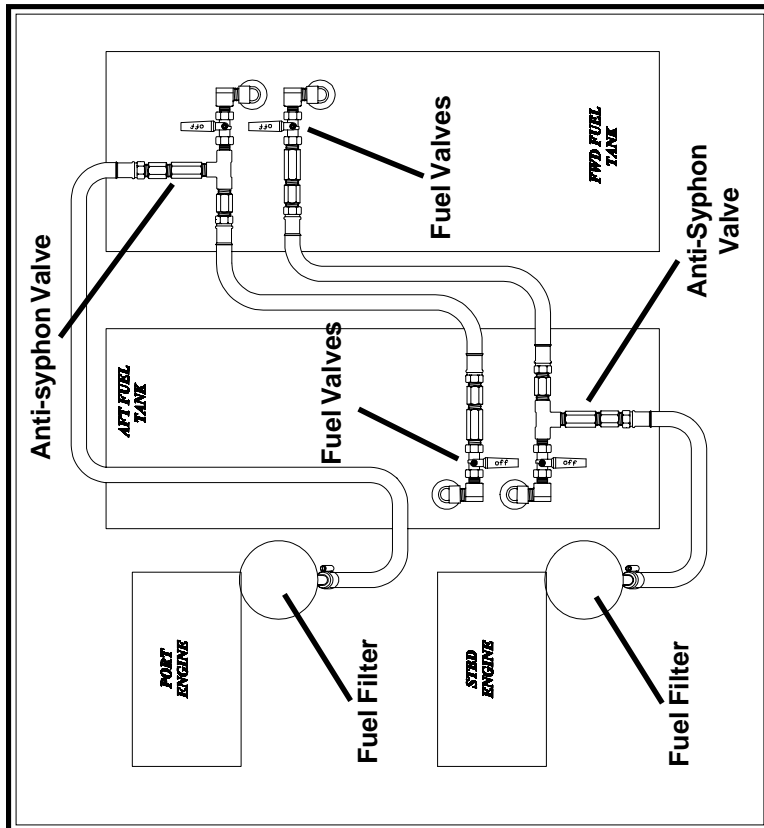 Anti-syphon Valve
Fuel Valves
FWD FUEL
TANK
off
off
AFT FUEL
TANK
Fuel Valves
Anti-Syphon
Valve
off
off
PORT
ENGINE
Fuel Filter
STBD
ENGINE
Fuel Filter